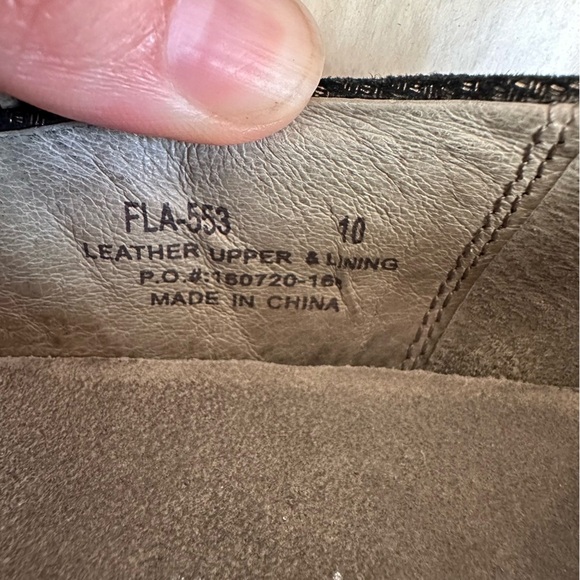 FLA-553 10
LEATHER UPPER & LINING
P.O.#:160720-16
MADE IN CHINA